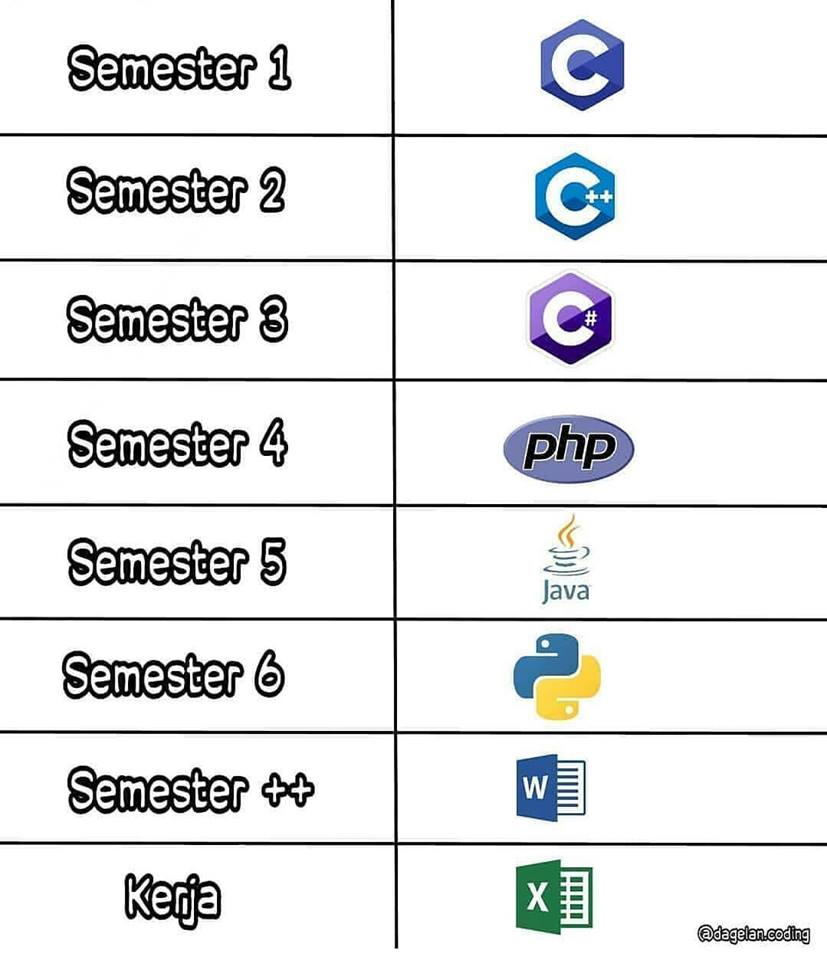 Semester 1
C
Semester 2
C++
Semester 3
C#
Semester 4
php
Semester 5
Java
Semester 6
Semester ++
W
Kerja
X
@dagelan.coding